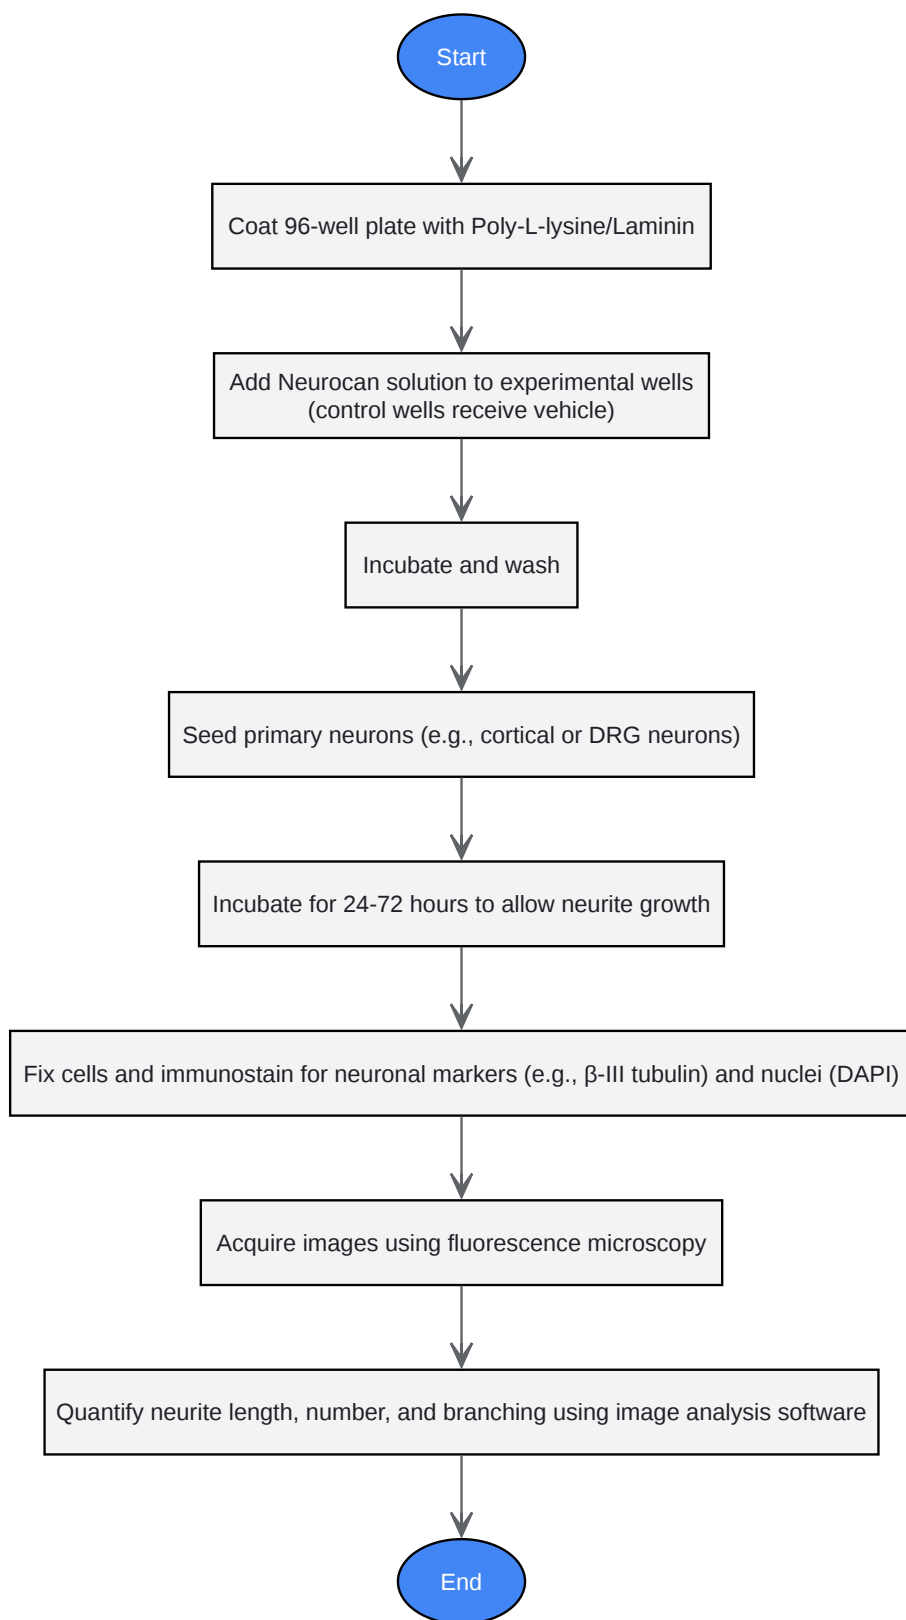 Start
Coat 96-well plate with Poly-L-lysine/Laminin
Add Neurocan solution to experimental wells
(control wells receive vehicle)
Incubate and wash
Seed primary neurons (e.g., cortical or DRG neurons)
Incubate for 24-72 hours to allow neurite growth
Fix cells and immunostain for neuronal markers (e.g., β-III tubulin) and nuclei (DAPI)
Acquire images using fluorescence microscopy
Quantify neurite length, number, and branching using image analysis software
End